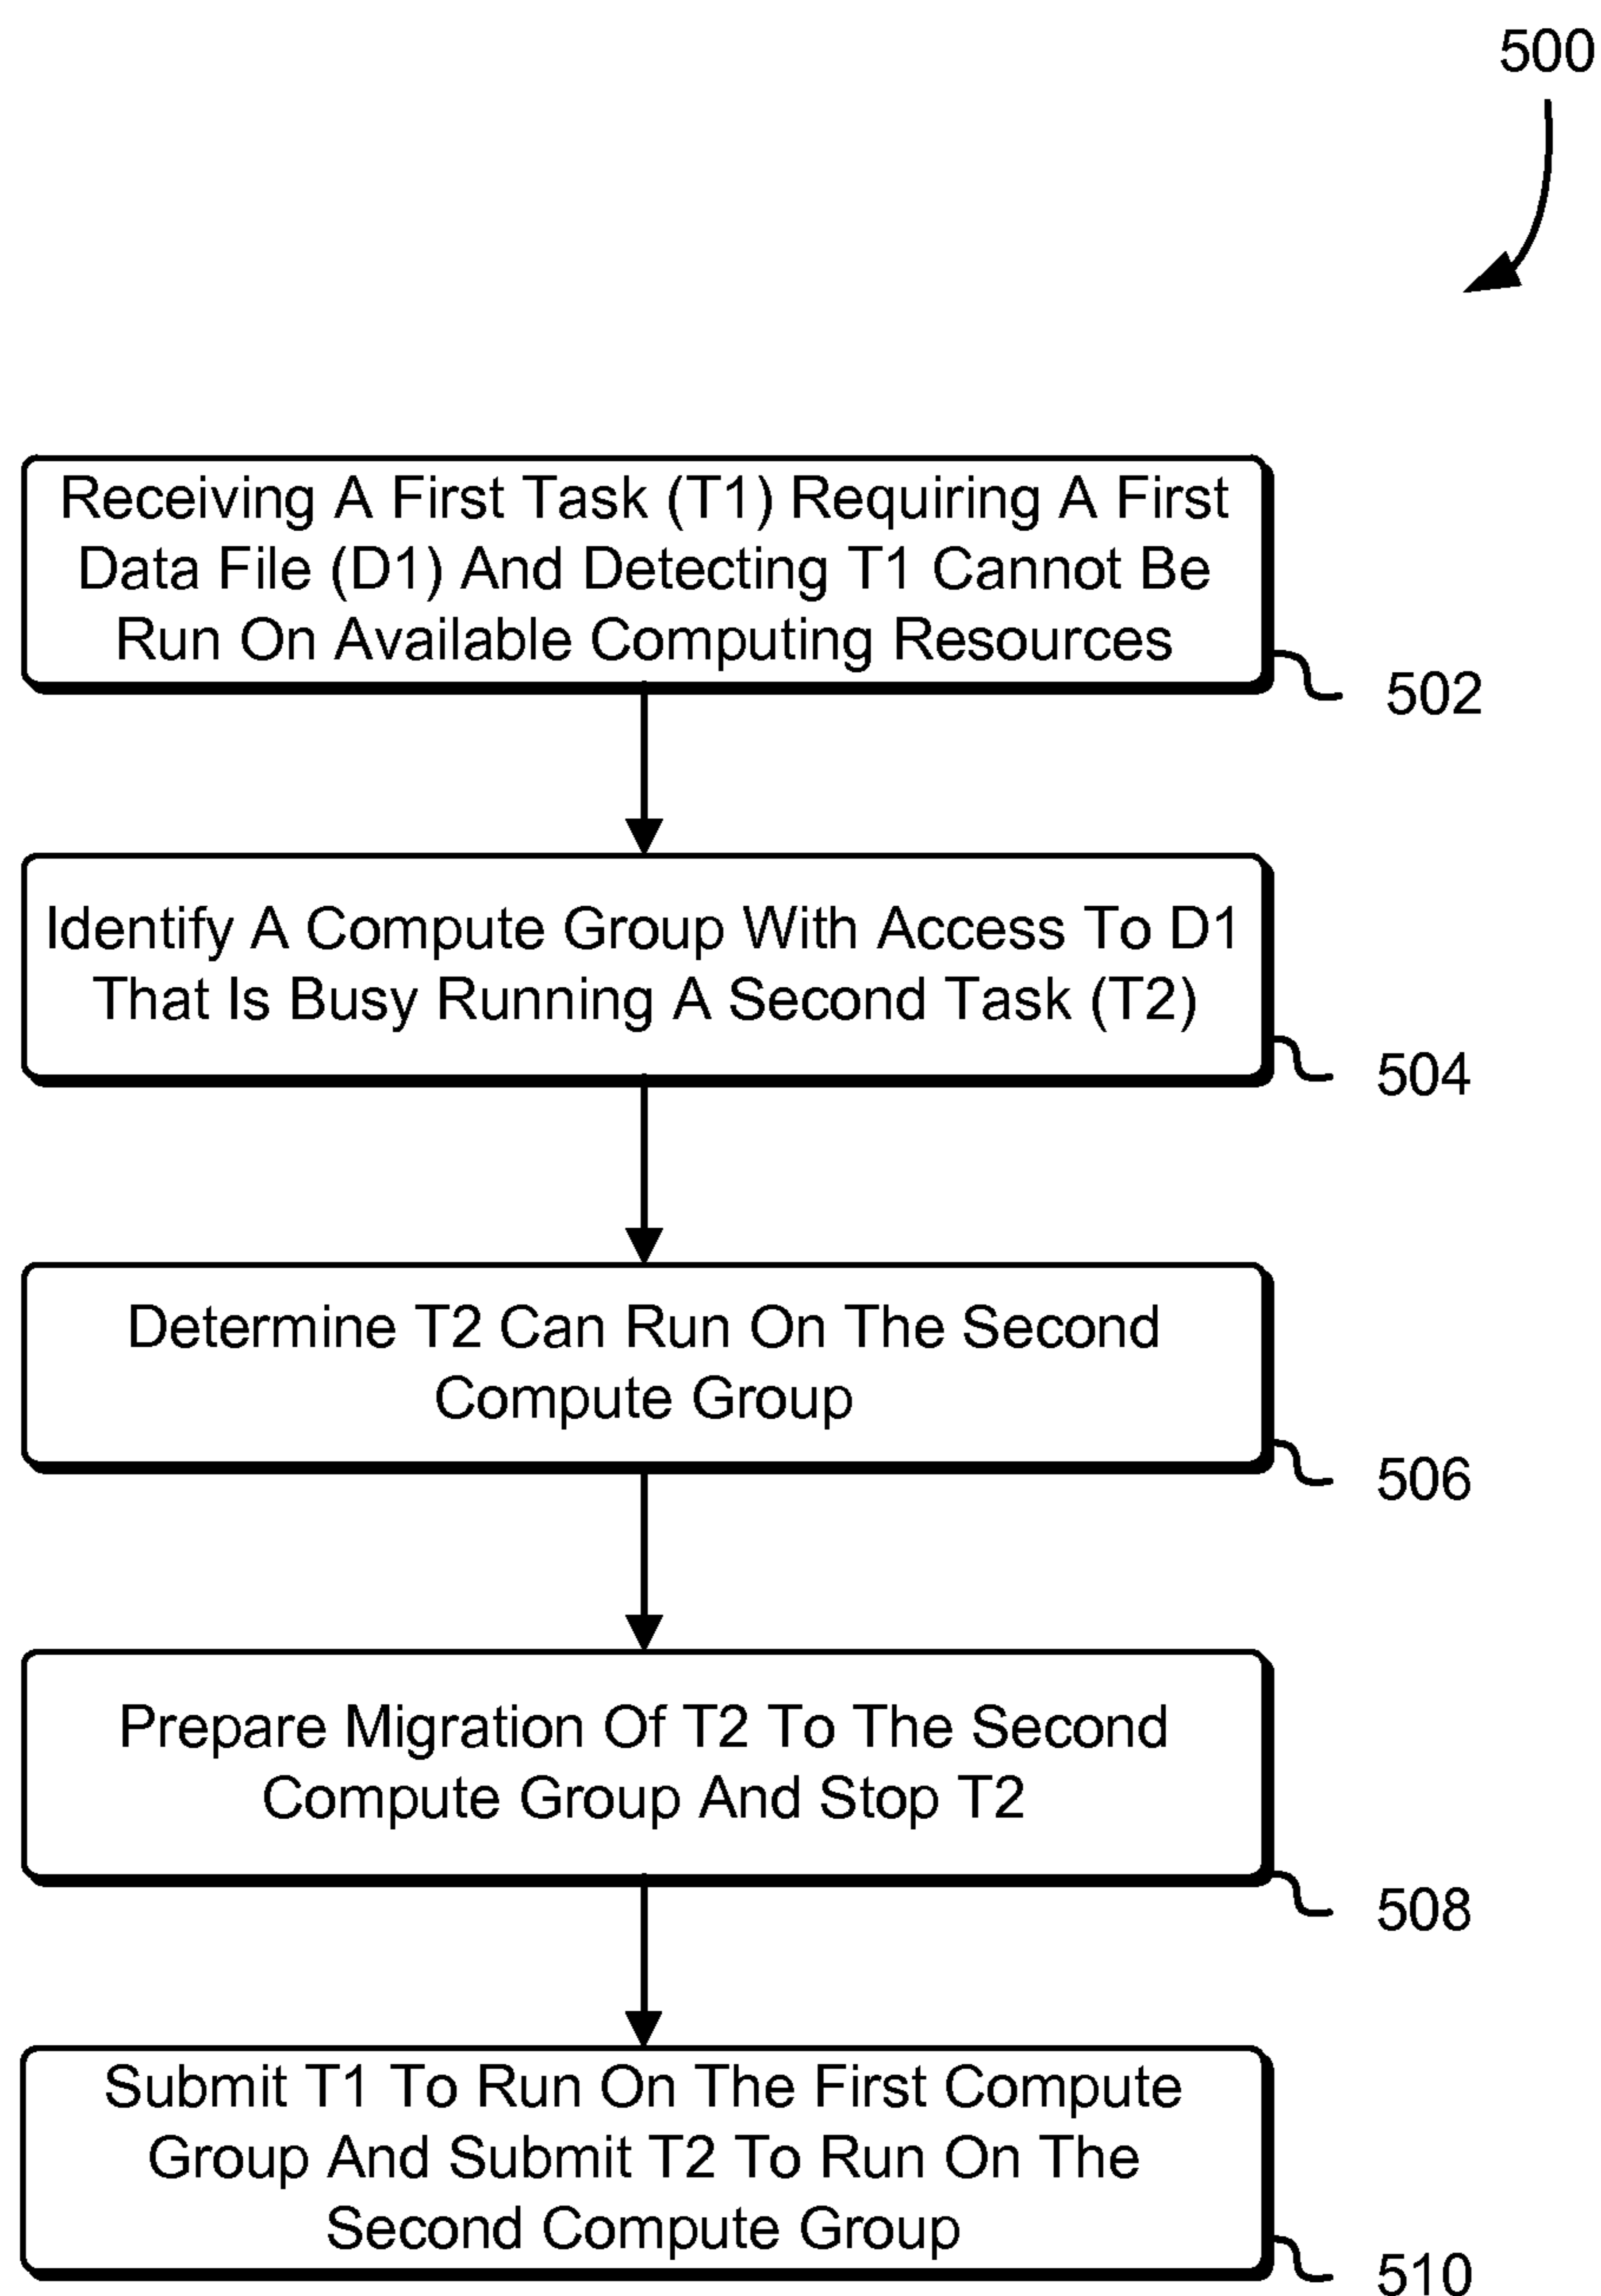 500
Receiving A First Task (T1) Requiring A First
Data File (D1) And Detecting T1 Cannot Be
Run On Available Computing Resources
502
Identify A Compute Group With Access To D1
That Is Busy Running A Second Task (T2)
504
Determine T2 Can Run On The Second
Compute Group
506
Prepare Migration Of T2 To The Second
Compute Group And Stop T2
508
Submit T1 To Run On The First Compute
Group And Submit T2 To Run On The
Second Compute Group
510